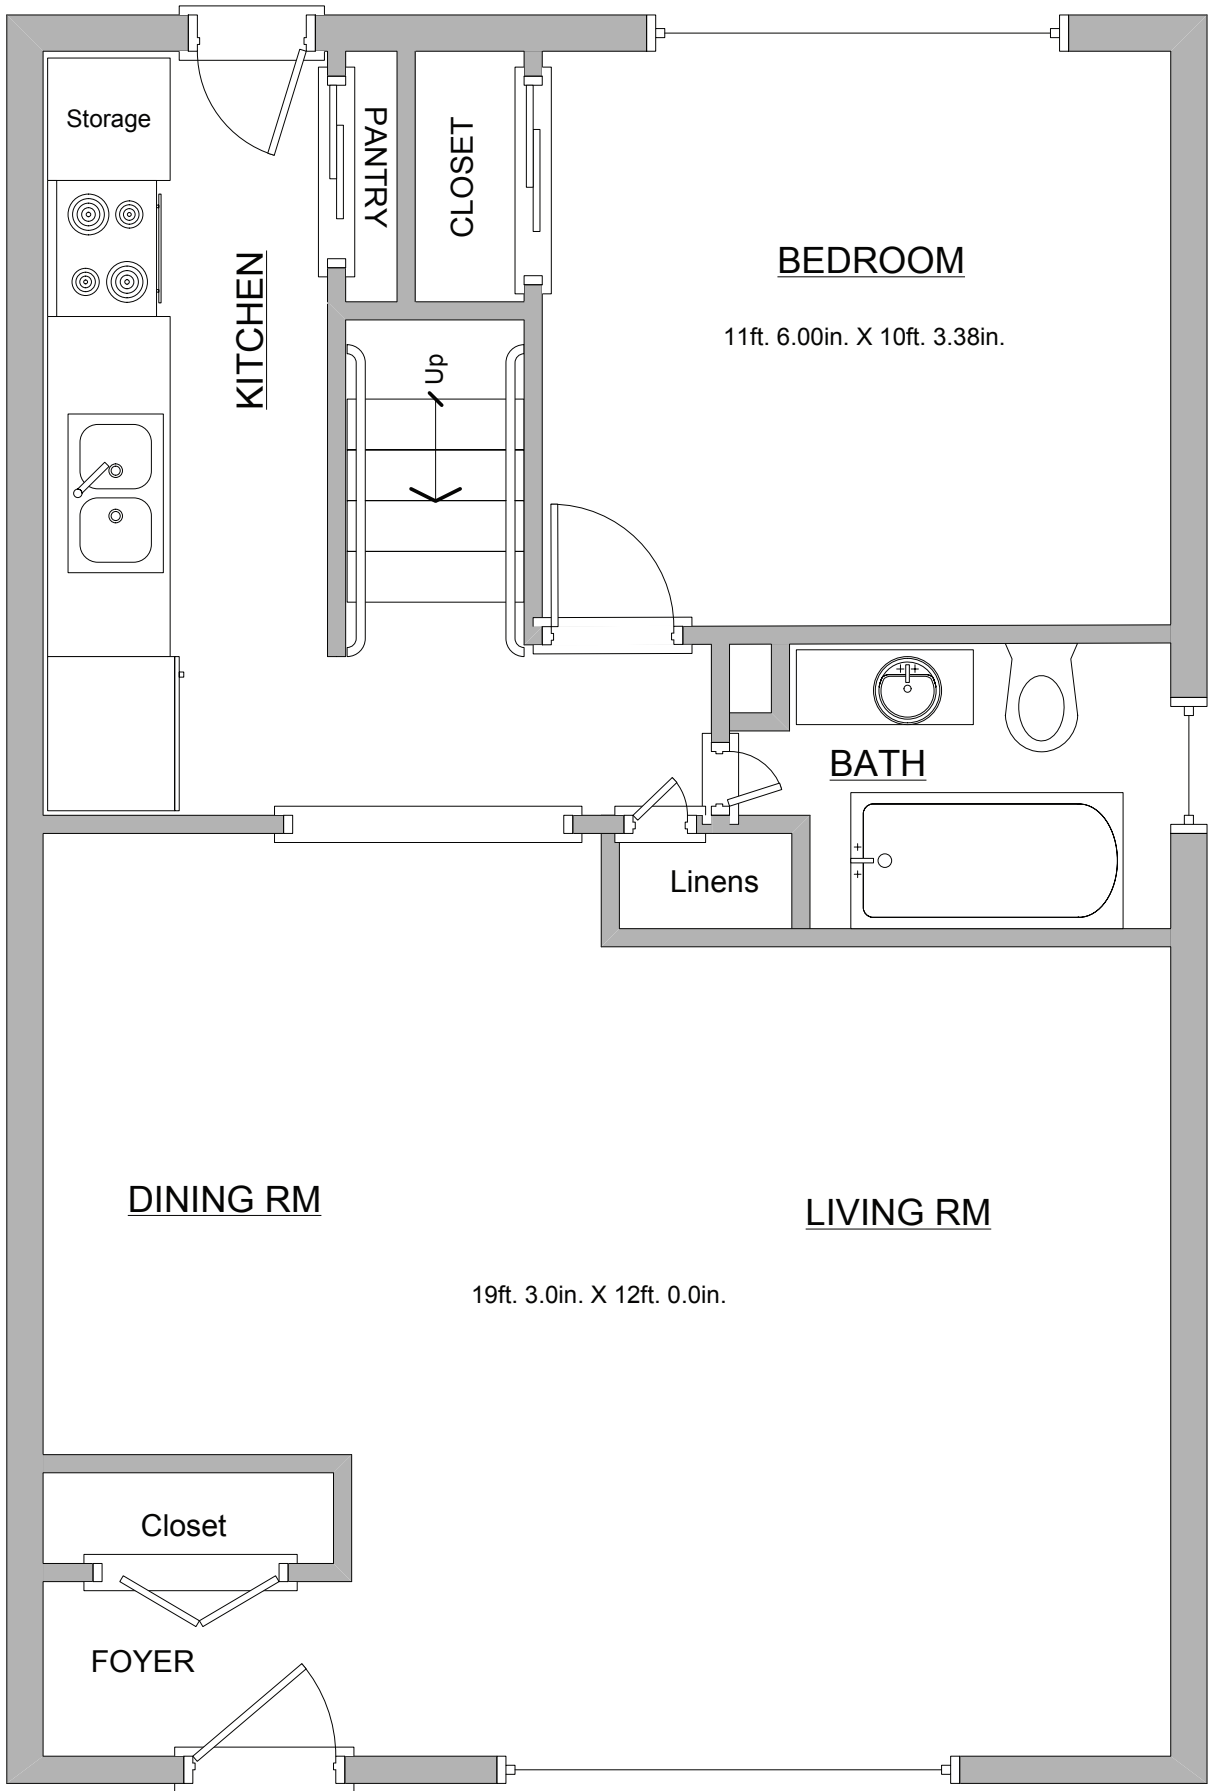 Storage
PANTRY
CLOSET
KITCHEN
BEDROOM
11ft. 6.00in. X 10ft. 3.38in.
Up
BATH
Linens
DINING RM
LIVING RM
19ft. 3.0in. X 12ft. 0.0in.
Closet
FOYER